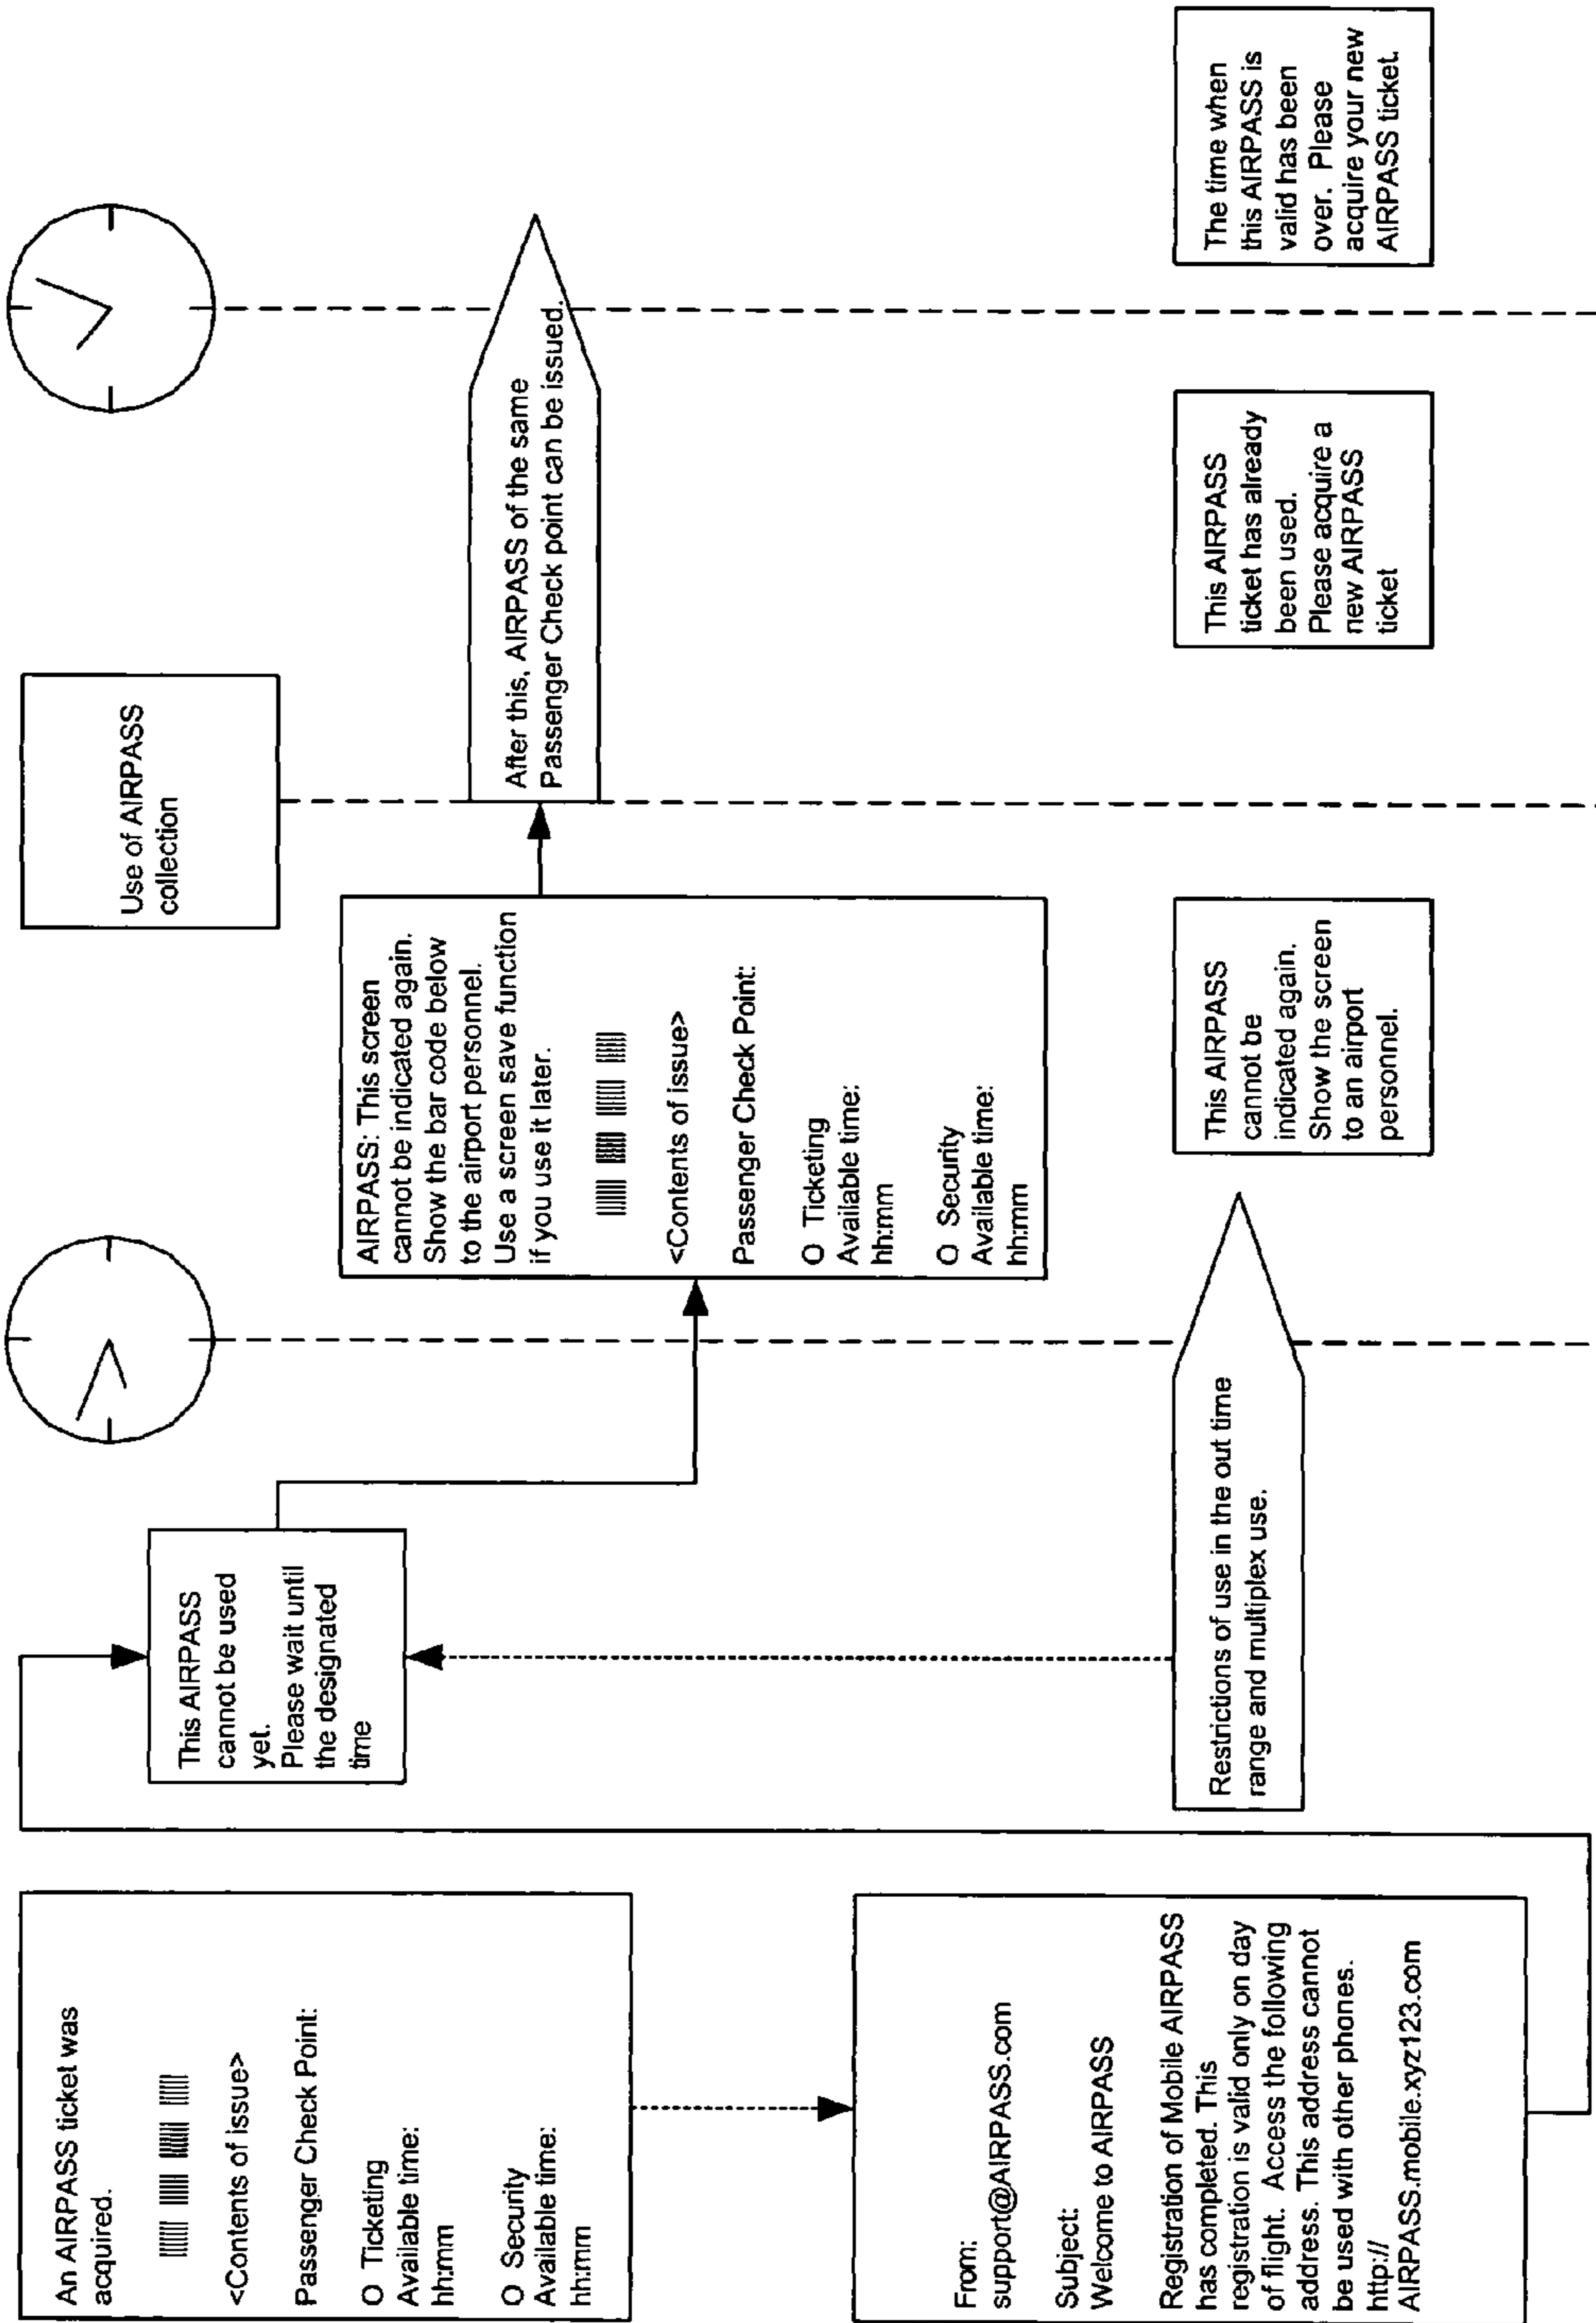 An AIRPASS ticket was
acquired.
<Contents of issue>
Passenger Check Point:
O Ticketing
Available time:
hh:mm
O Security
Available time:
hh:mm
From:
support@AIRPASS.com
Subject:
Welcome to AIRPASS
Registration of Mobile AIRPASS
has completed. This
registration is valid only on day
of flight. Access the following
address. This address cannot
be used with other phones.
http://
AIRPASS.mobile.xyz123.com
This AIRPASS
cannot be used
yet.
Please wait until
the designated
time
Restrictions of use in the out time
range and multiplex use.
AIRPASS: This screen
cannot be indicated again.
Show the bar code below
to the airport personnel.
Use a screen save function
if you use it later.
<Contents of issue>
Passenger Check Point:
O Ticketing
Available time:
hh:mm
O Security
Available time:
hh:mm
This AIRPASS
cannot be
indicated again.
Show the screen
to an airport
personnel.
Use of AIRPASS
collection
After this, AIRPASS of the same
Passenger Check point can be issued.
This AIRPASS
ticket has already
been used.
Please acquire a
new AIRPASS
ticket
The time when
this AIRPASS is
valid has been
over. Please
acquire your new
AIRPASS ticket.